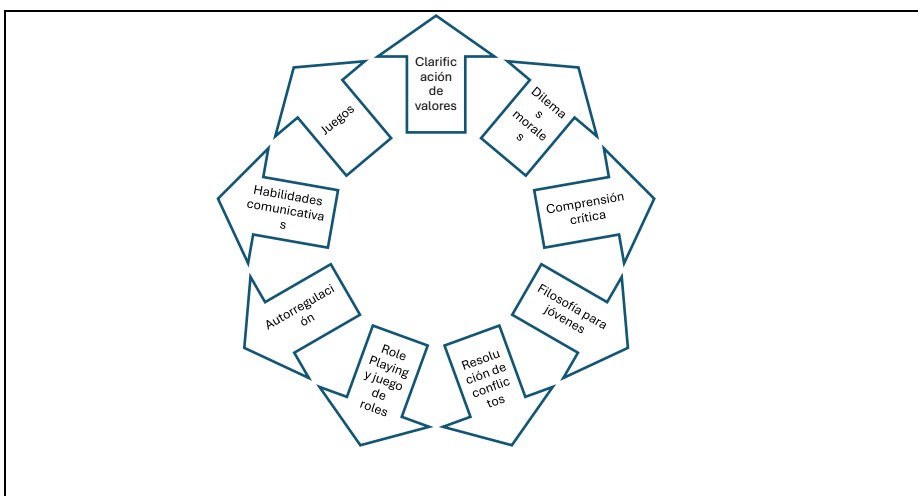 Clarific
ación
de
valores
Dilema
s
morale
s
Comprensión
crítica
Filosofía para
jóvenes
Resolu
ción de
conflic
tos
Role
Playing
y juego
de
roles
Autorregulaci
ón
Habilidades
comunicativa
s
Juegos